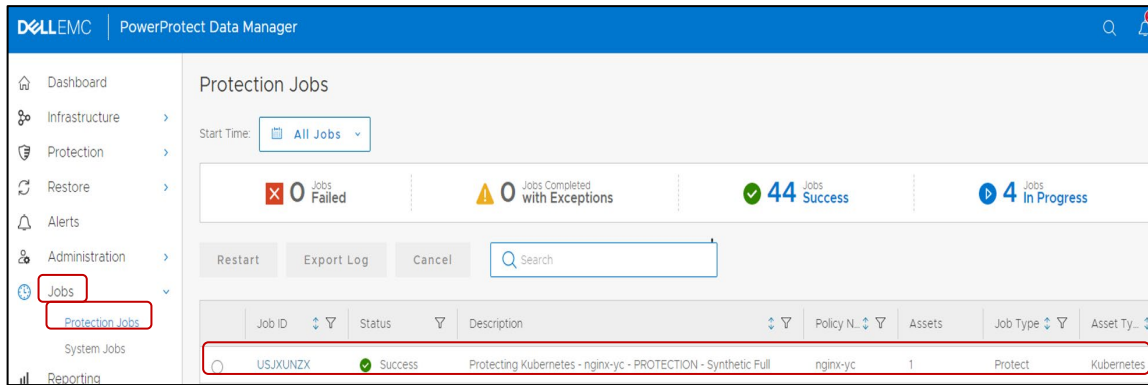 DELLEMC PowerProtect Data Manager
Dashboard
Infrastructure
Protection
Restore
Alerts
Administration
Jobs
Protection Jobs
System Jobs
Reporting
Protection Jobs
Start Time: All Jobs
0 Jobs Failed
0 Jobs Completed with Exceptions
44 Jobs Success
4 Jobs In Progress
Restart Export Log Cancel Search
Job ID Status Description Policy N... Assets Job Type Asset Ty...
USJXUNZX Success Protecting Kubernetes - nginx-yc - PROTECTION - Synthetic Full nginx-yc 1 Protect Kubernetes